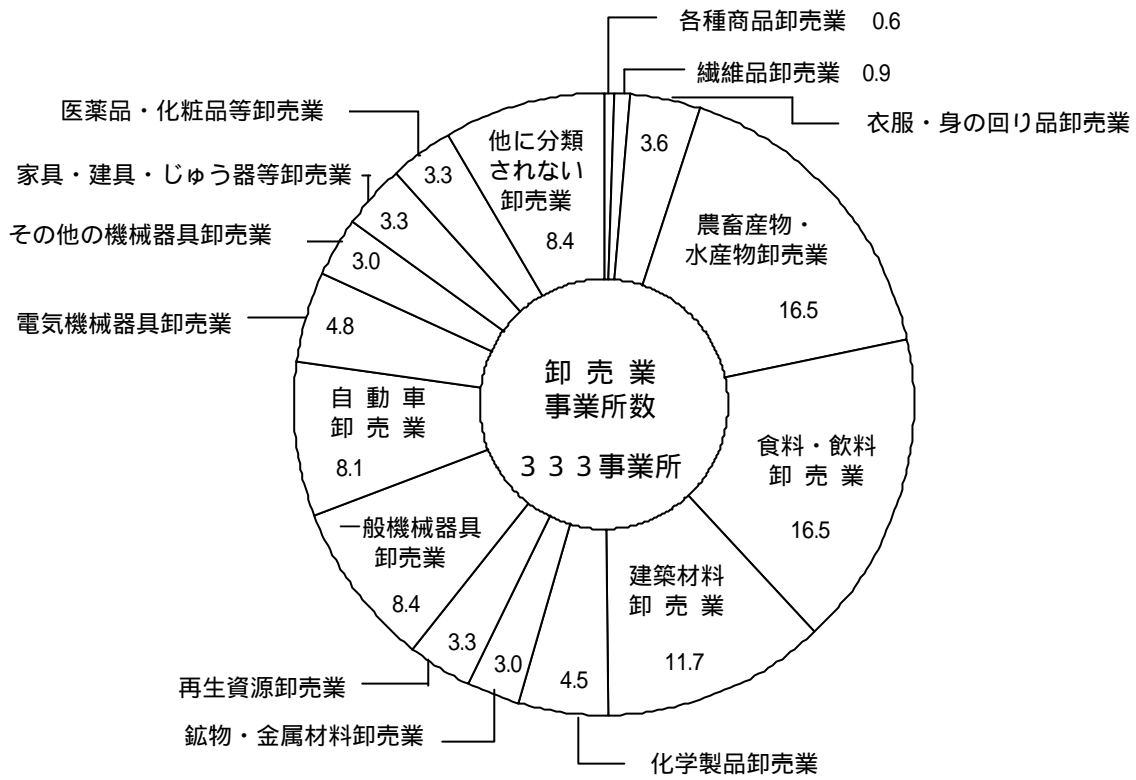 各種商品卸売業 0.6
繊維品卸売業 0.9
衣服・身の回り品卸売業
3.6
農畜産物・
水産物卸売業
16.5
食料・飲料
卸 売 業
16.5
建築材料
卸 売 業
11.7
化学製品卸売業
4.5
鉱物・金属材料卸売業
3.0
再生資源卸売業
3.3
一般機械器具
卸売業
8.4
自 動 車
卸 売 業
8.1
電気機械器具卸売業
4.8
その他の機械器具卸売業
3.0
家具・建具・じゅう器等卸売業
3.3
医薬品・化粧品等卸売業
3.3
他に分類
されない
卸売業
8.4
卸 売 業
事業所数
３３３事業所